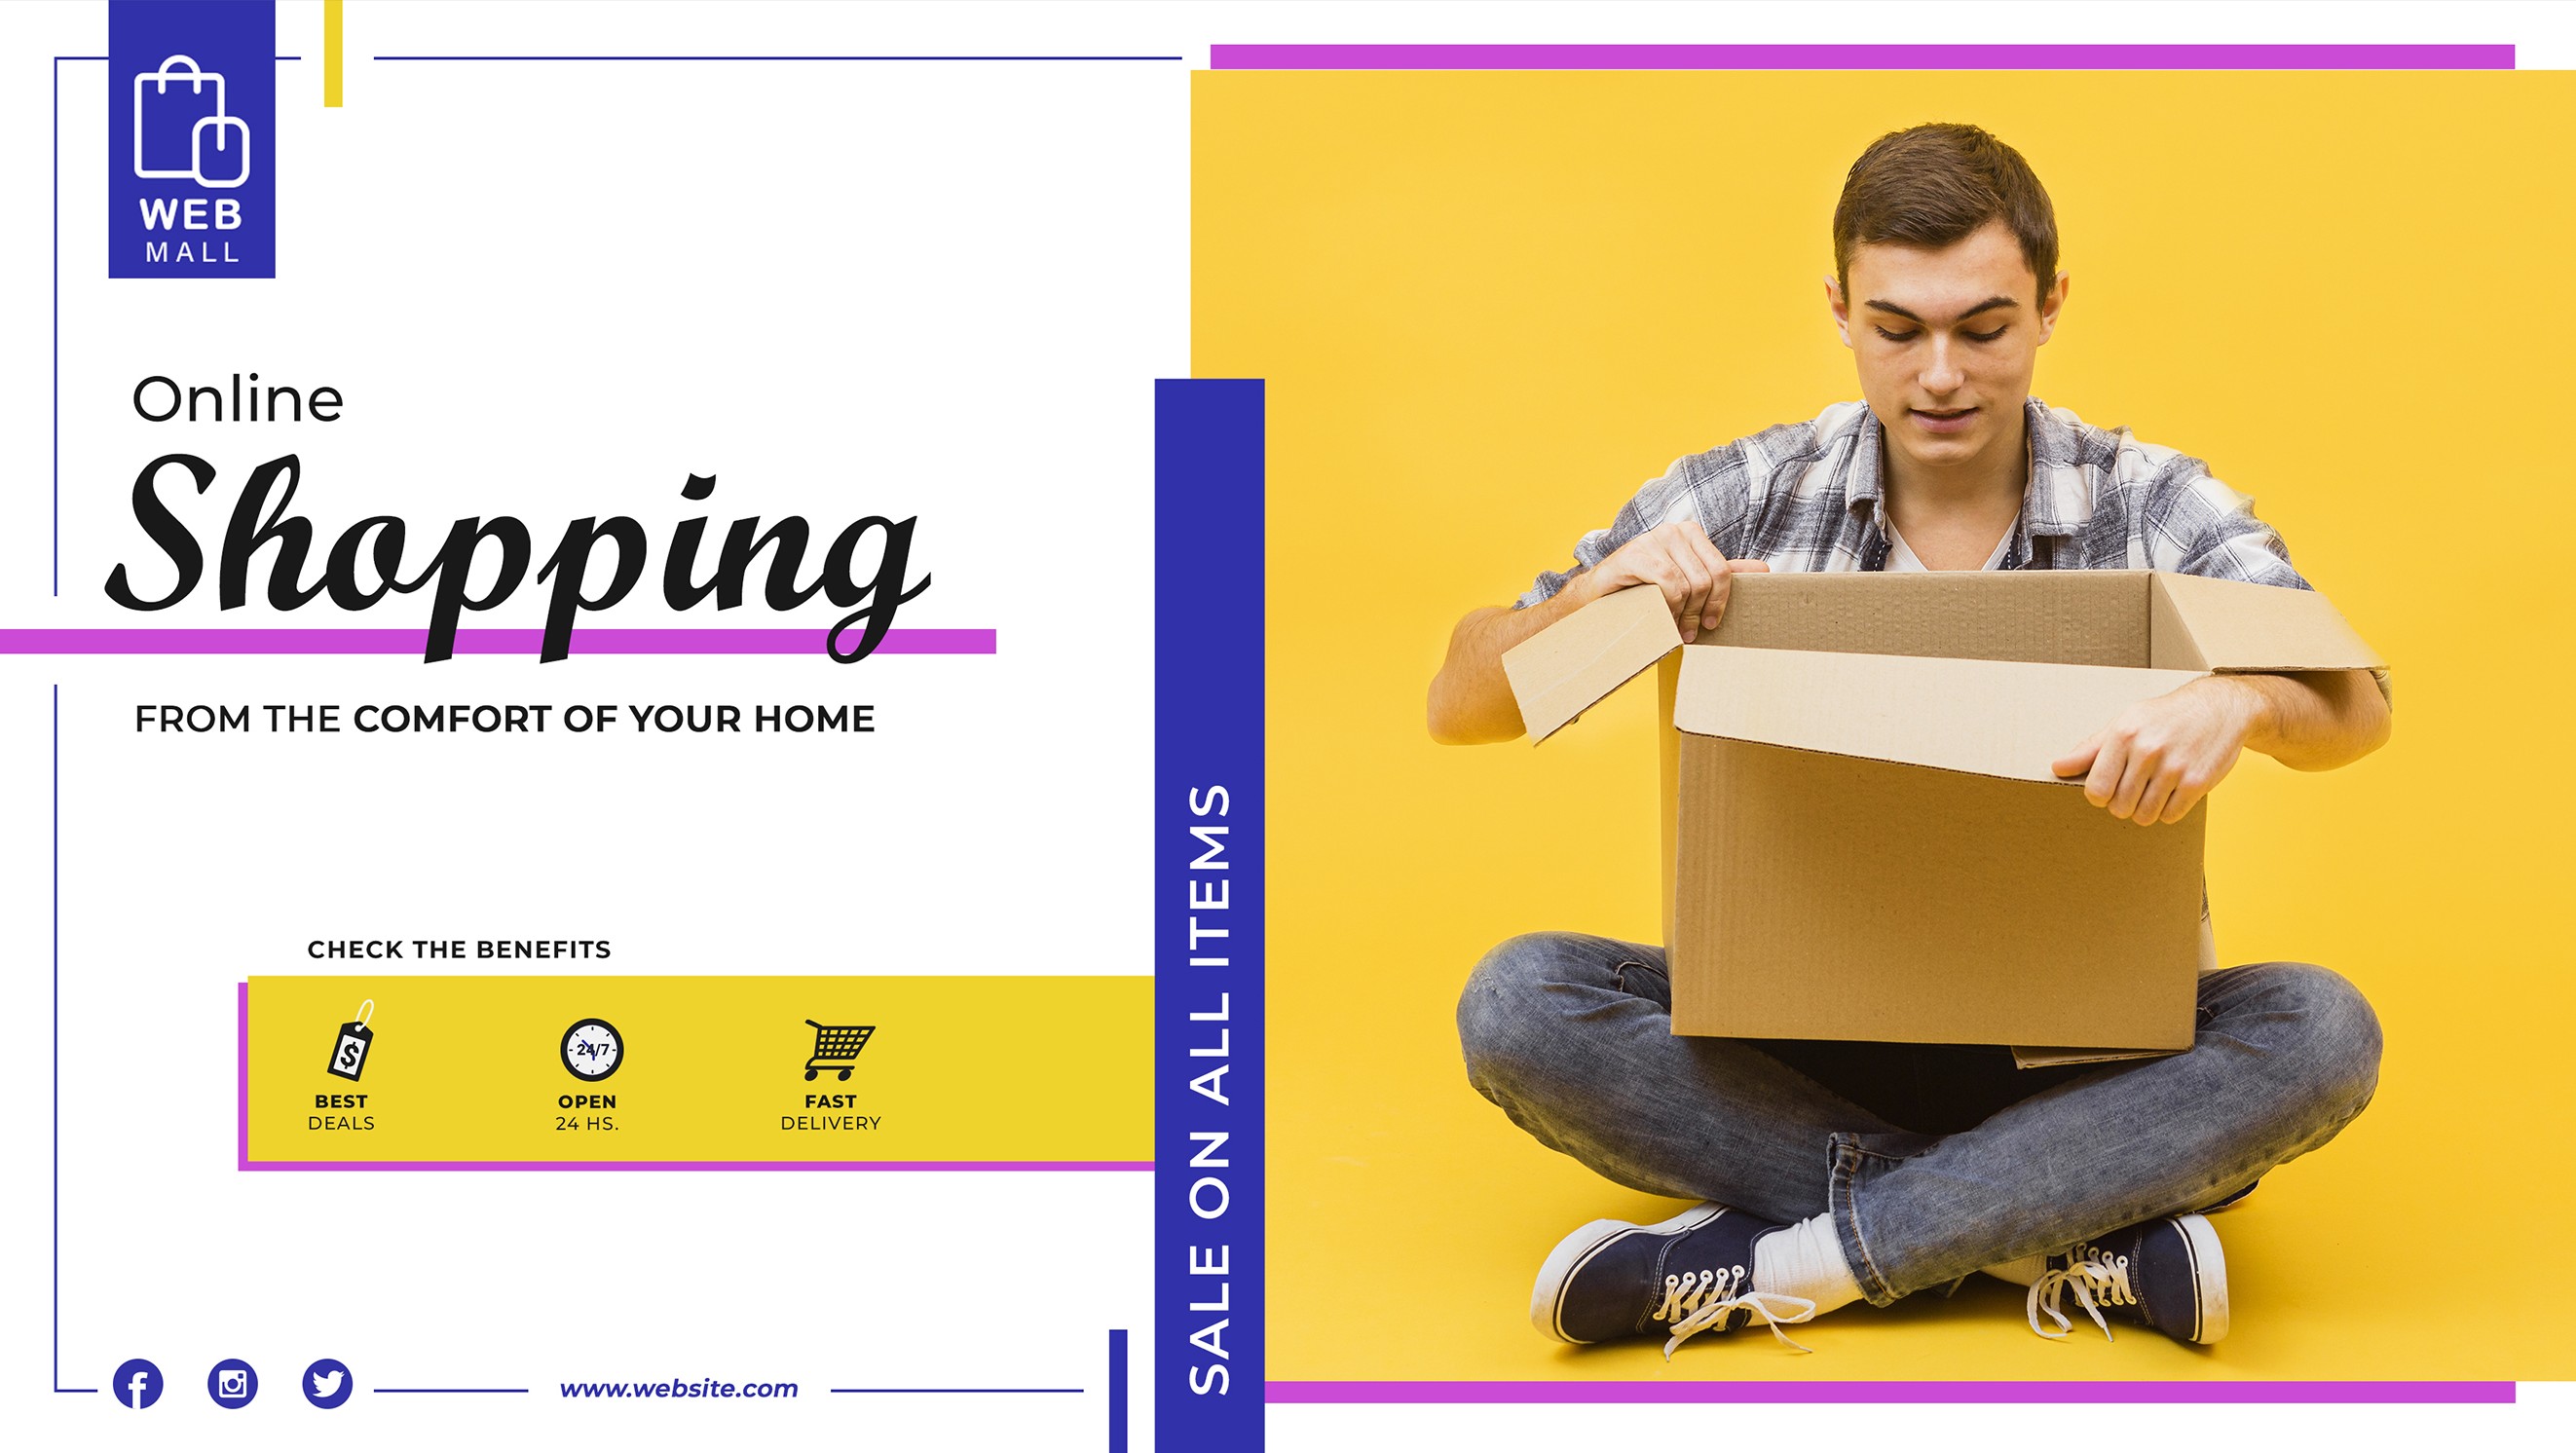 WEB
MALL
Online
Shopping
FROM THE COMFORT OF YOUR HOME
CHECK THE BENEFITS
$
BEST
DEALS
24/7
OPEN
24 HS.
FAST
DELIVERY
www.website.com
SALE ON ALL ITEMS